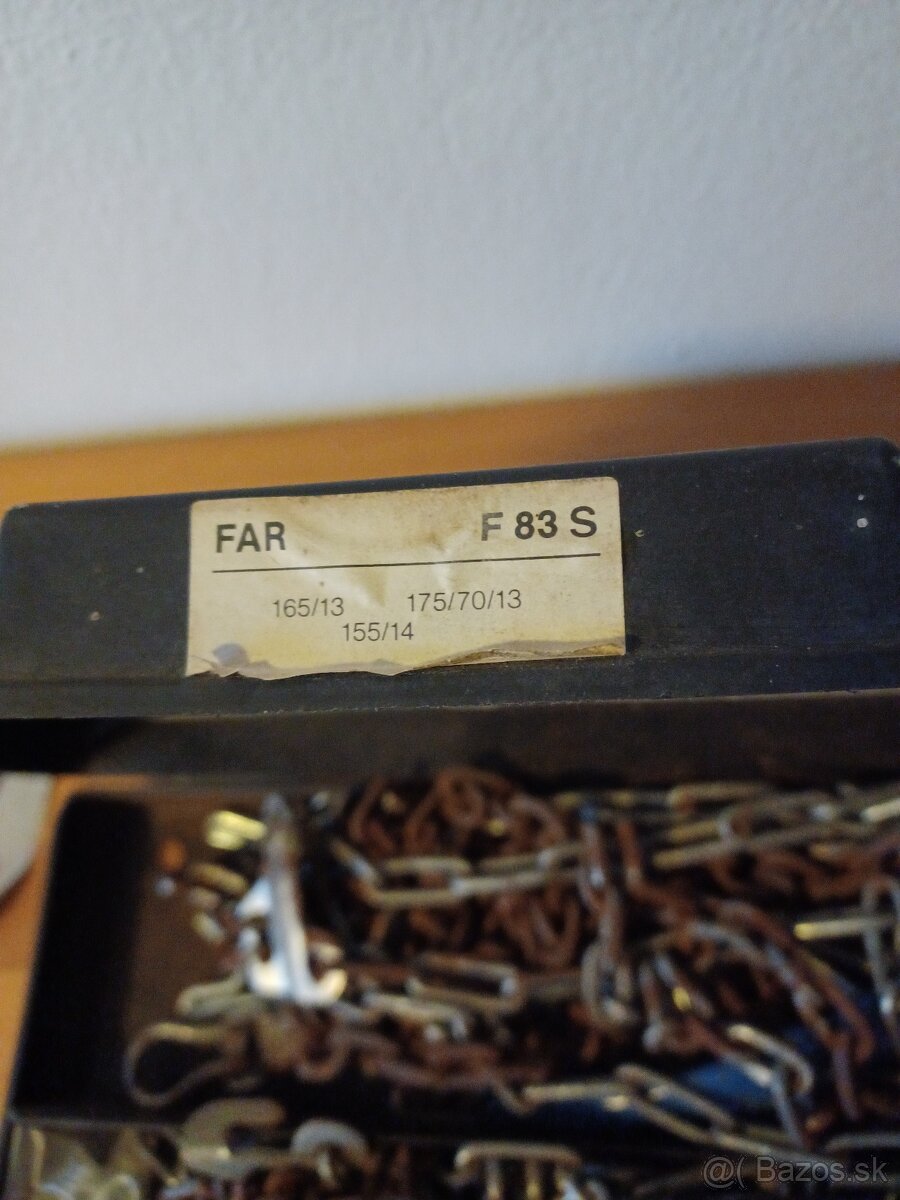 FAR F 83 S
165/13 175/70/13
155/14
@( Bazos.sk